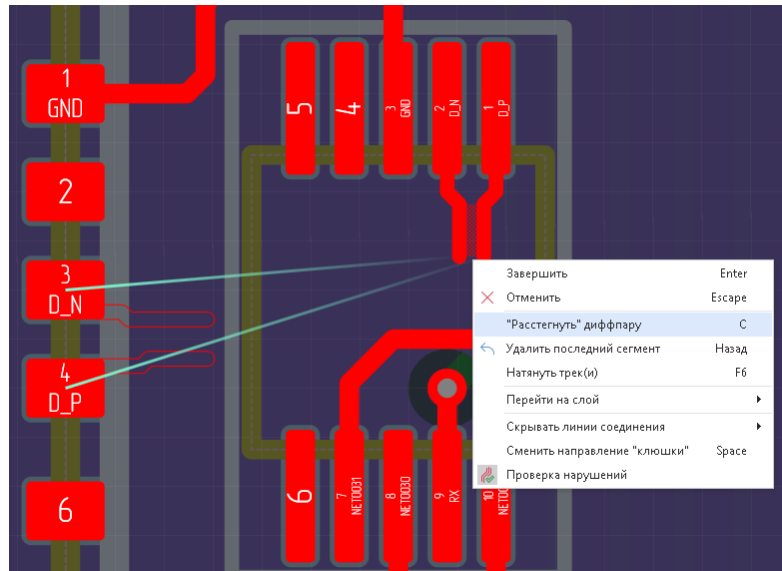 1
GND
2
3
D_N
4
D_P
6
5
4
3
GND
2
D_N
1
D_P
Завершить Enter
Отменить Escape
"Расстегнуть" диффпару C
Удалить последний сегмент Назад
Натянуть трек(и) F6
Перейти на слой
Скрывать линии соединения
Сменить направление "клюшки" Space
Проверка нарушений
6
7
NET0031
8
NET0030
9
RX
10